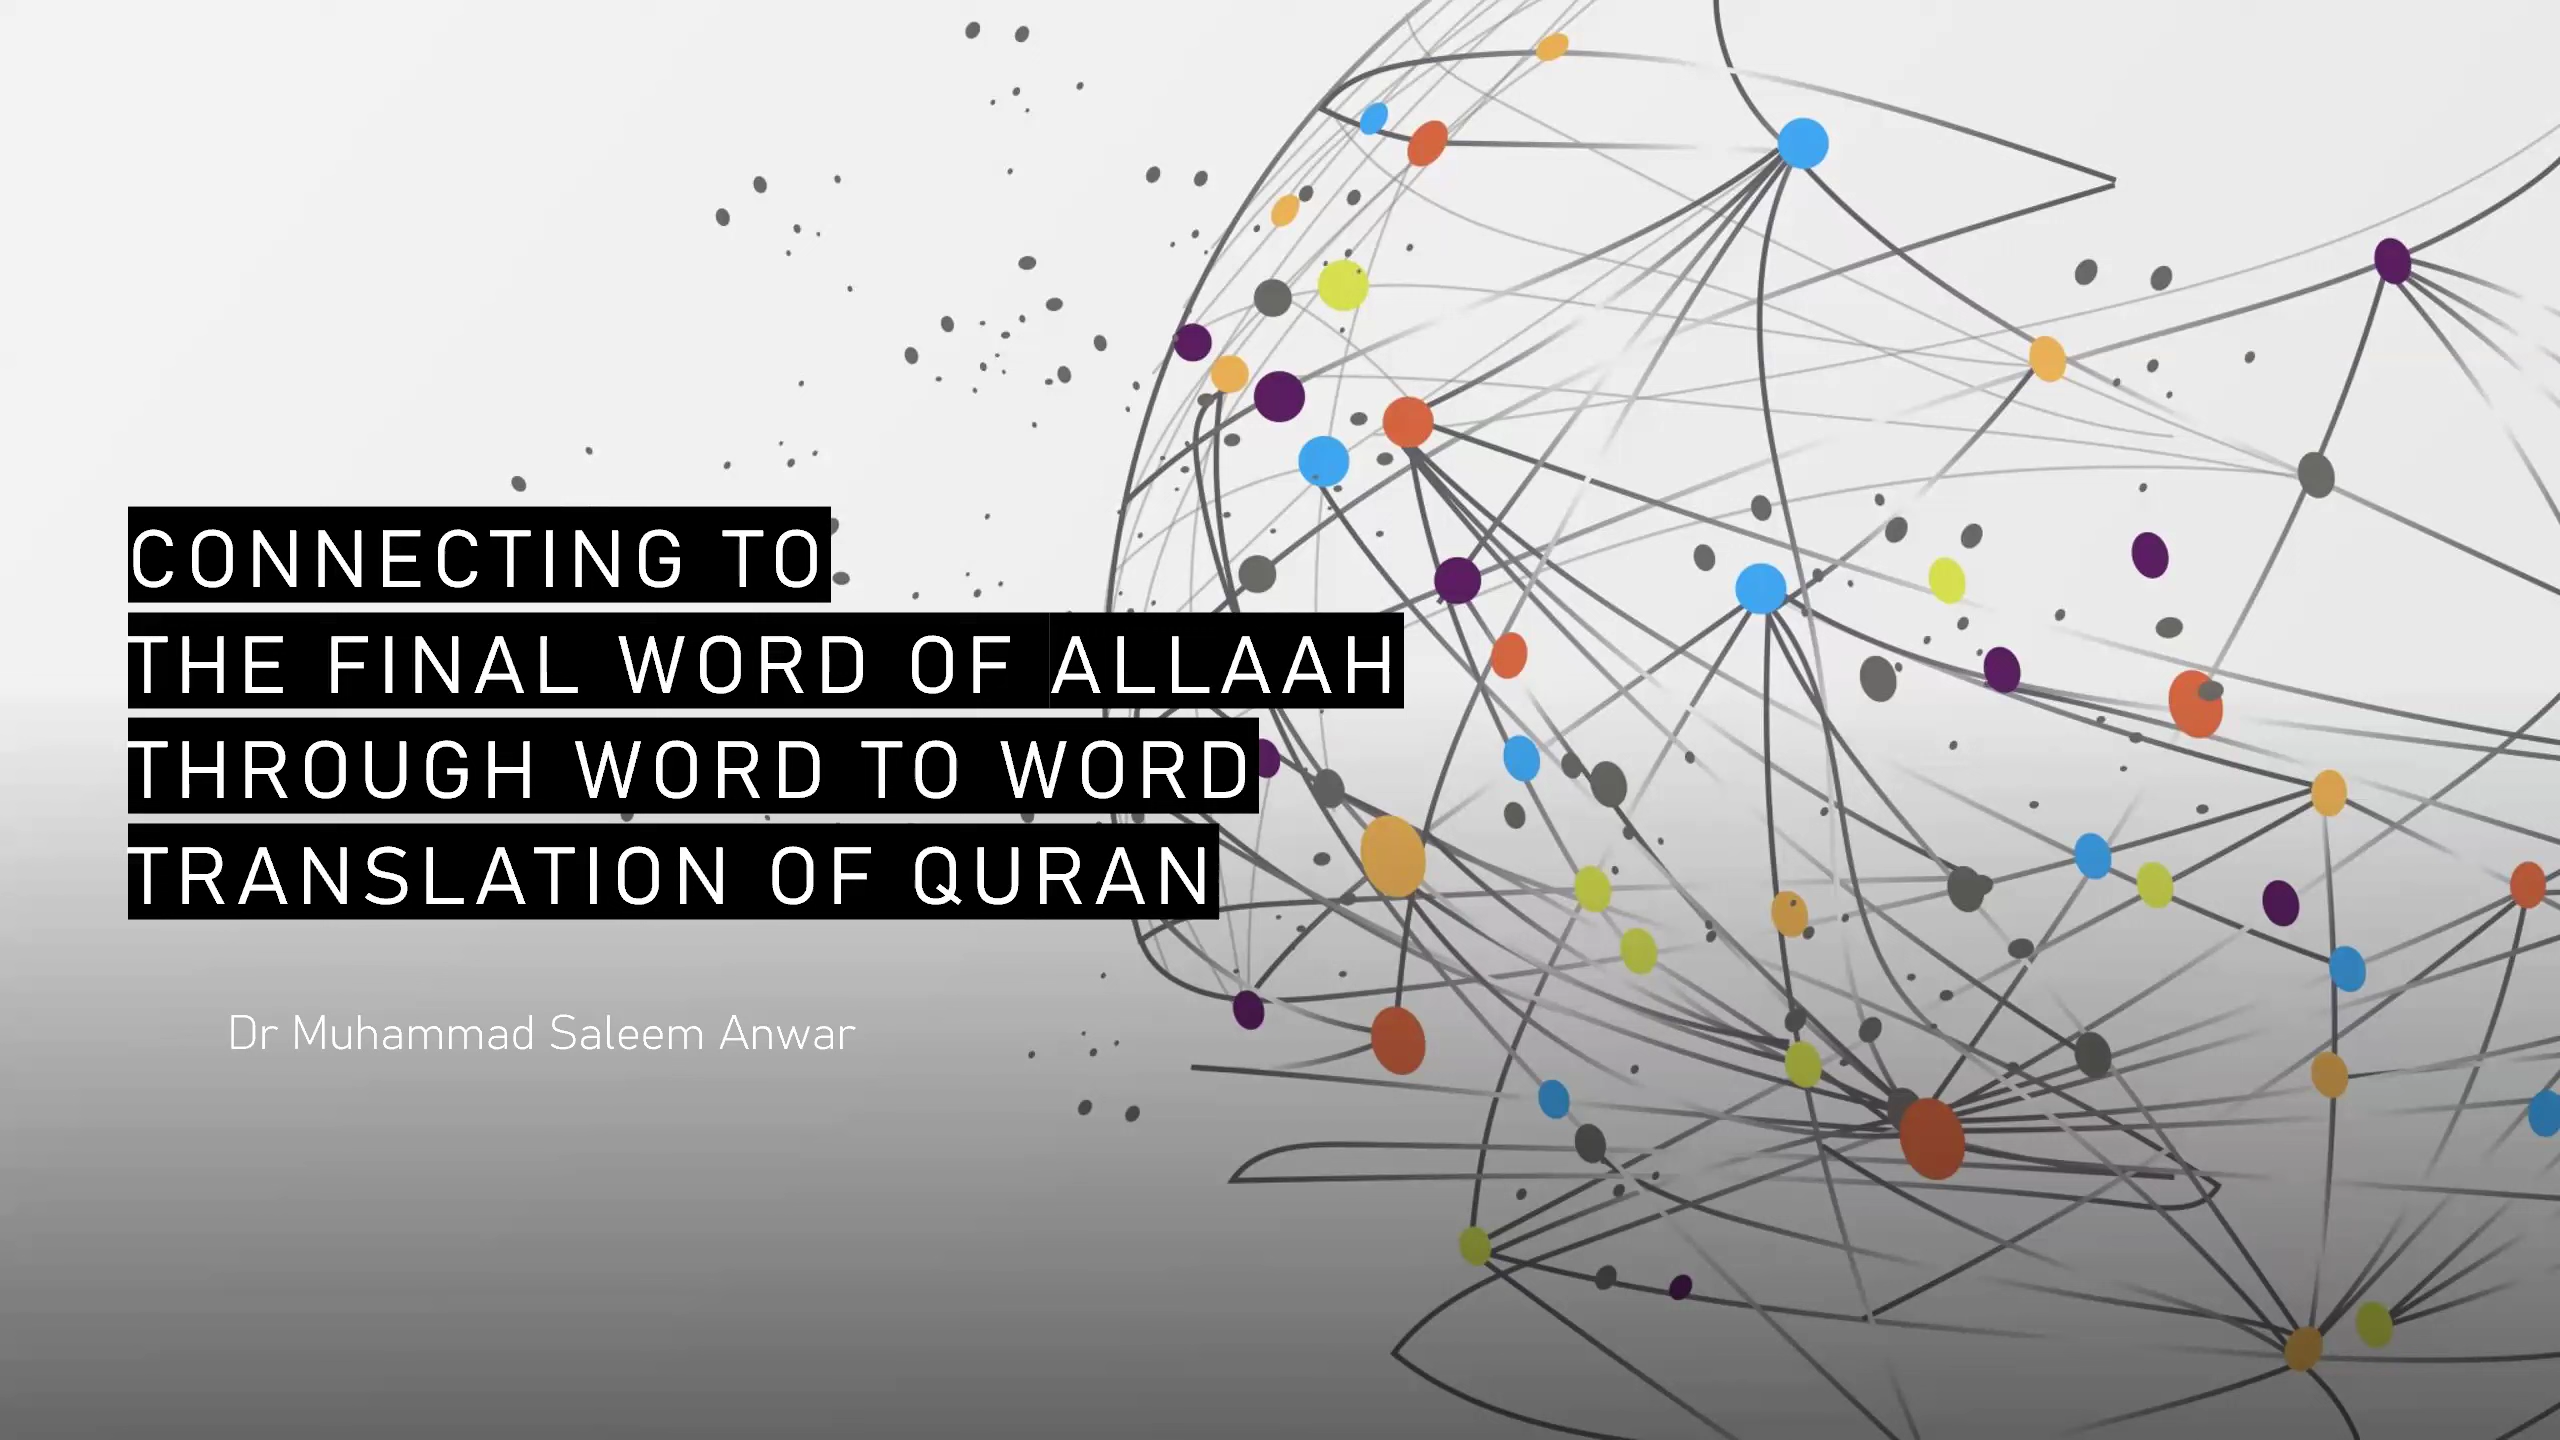 CONNECTING TO
THE FINAL WORD OF ALLAAH
THROUGH WORD TO WORD
TRANSLATION OF QURAN
Dr Muhammad Saleem Anwar